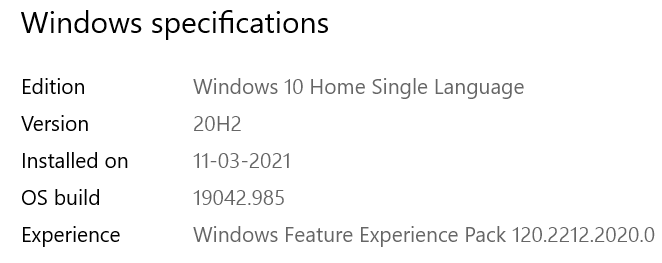 Windows specifications
Edition Windows 10 Home Single Language
Version 20H2
Installed on 11-03-2021
OS build 19042.985
Experience Windows Feature Experience Pack 120.2212.2020.0